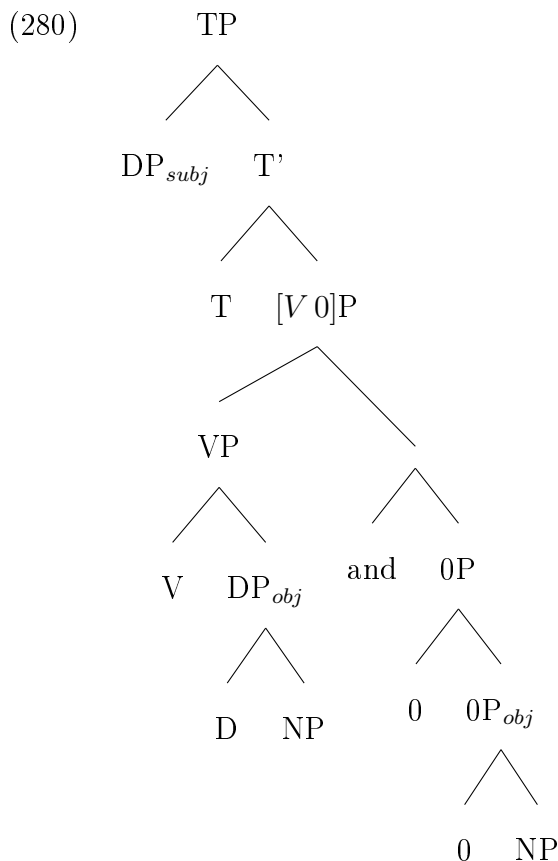 (280) TP
DP_subj T'
T [V 0]P
VP
V DP_obj and 0P
D NP 0 0P_obj
0 NP